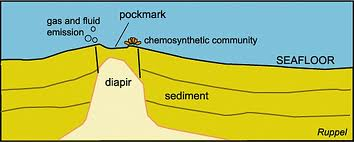 pockmark
gas and fluid
emission
chemosynthetic community
SEAFLOOR
diapir
sediment
Ruppel